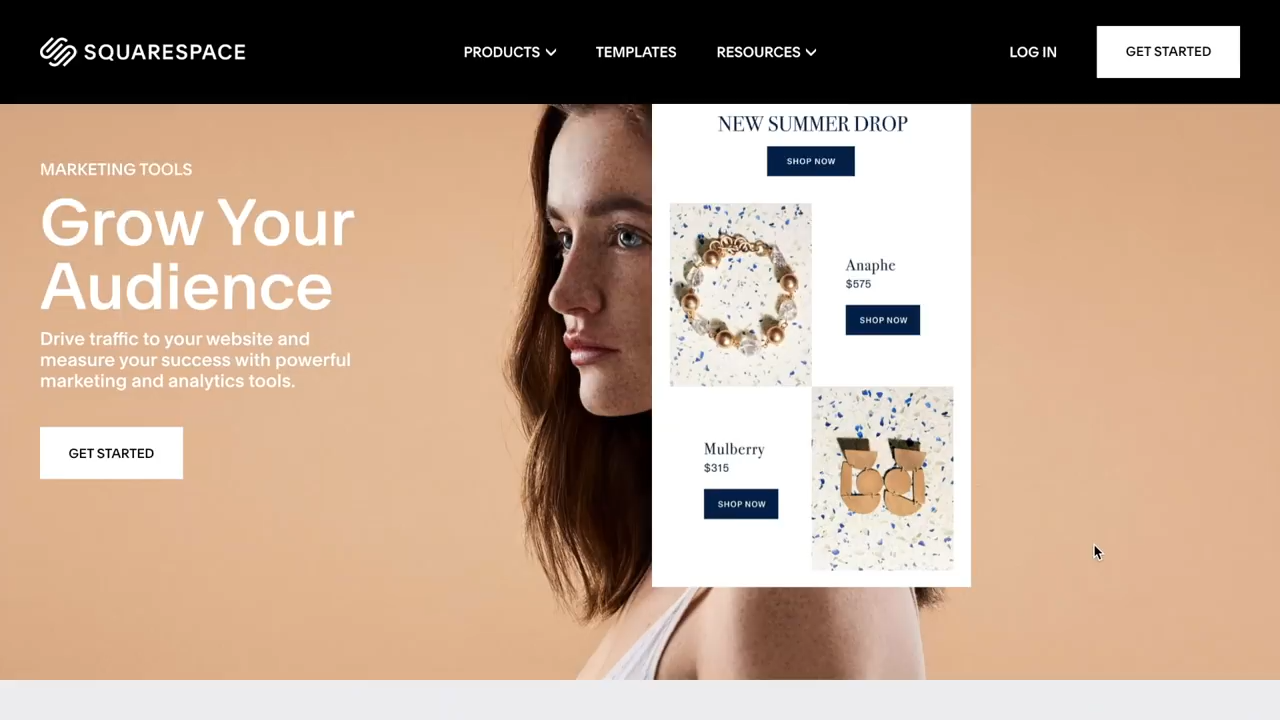 SQUARESPACE
PRODUCTS
TEMPLATES
RESOURCES
LOG IN
GET STARTED
MARKETING TOOLS
Grow Your
Audience
Drive traffic to your website and
measure your success with powerful
marketing and analytics tools.
GET STARTED
NEW SUMMER DROP
SHOP NOW
Anaphe
$575
SHOP NOW
Mulberry
$315
SHOP NOW